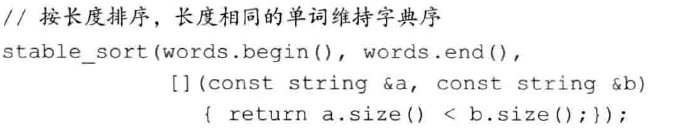 // 按长度排序，长度相同的单词维持字典序
stable_sort(words.begin(), words.end(),
[](const string &a, const string &b)
{ return a.size() < b.size();});